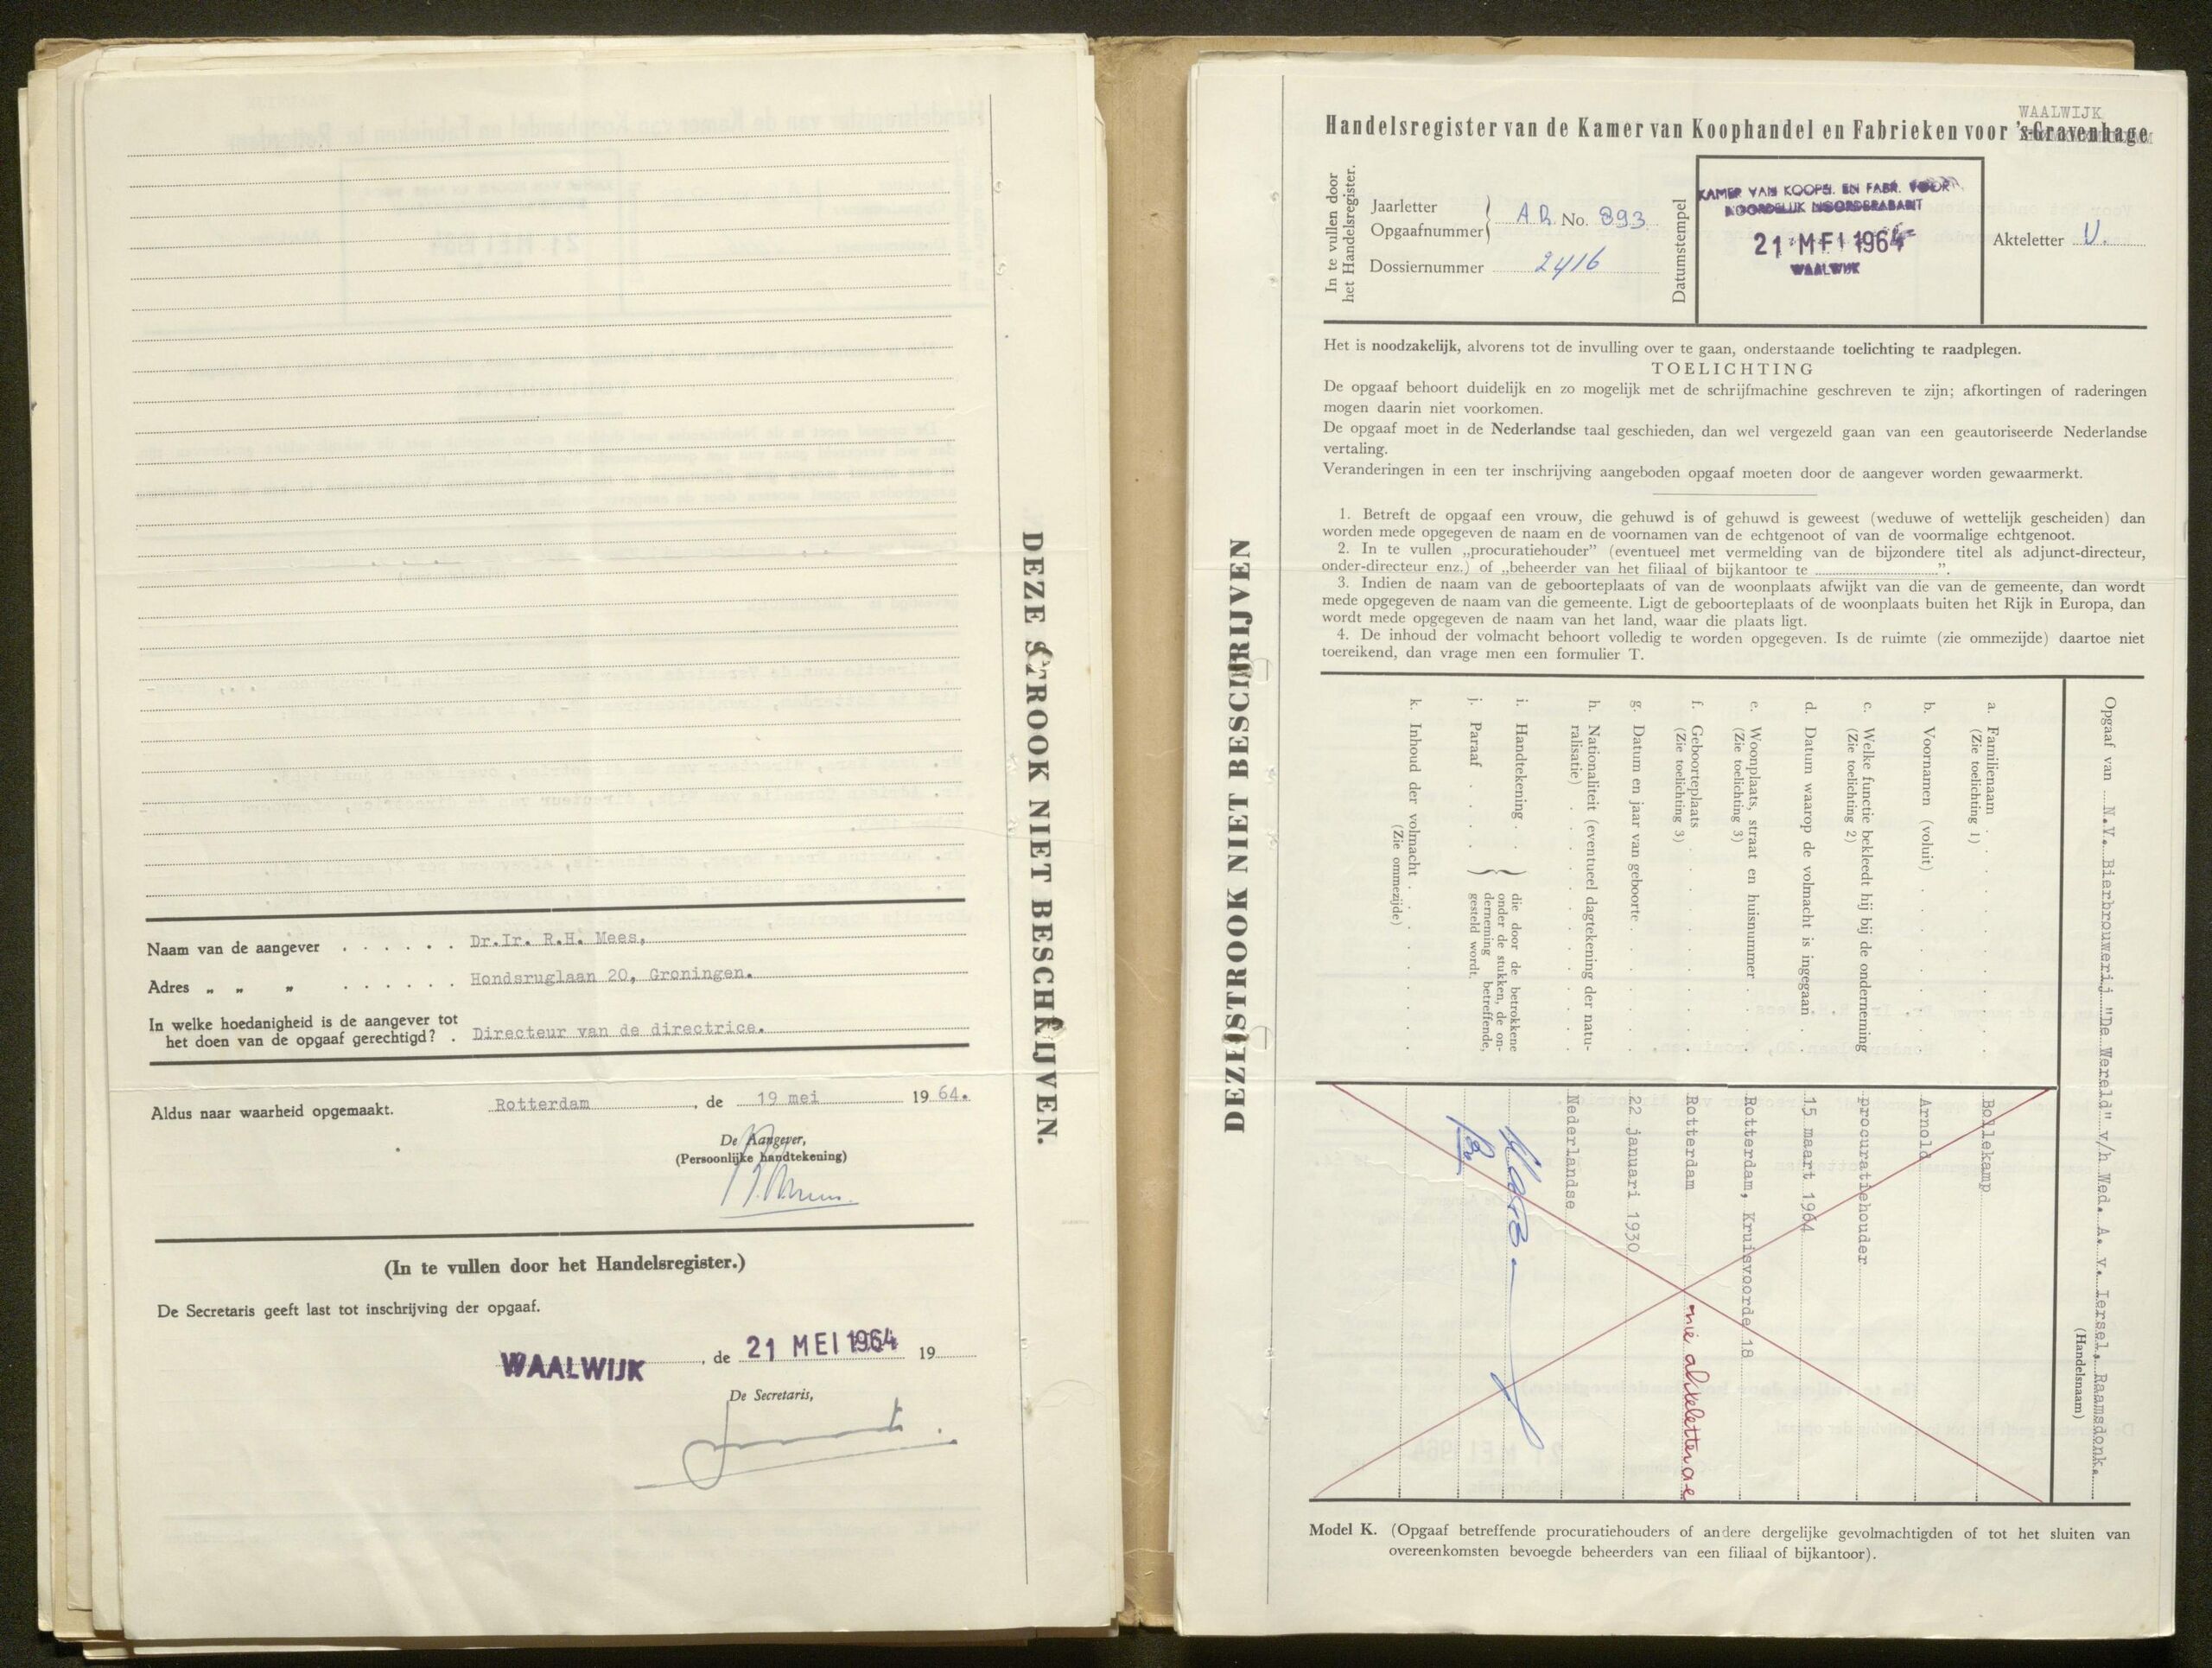 DEZE STROOK NIET BESCHRIJVEN.
Naam van de aangever . . . . . . Dr.Ir. R.H. Mees,
Adres „ „ „ . . . . . . Hondsruglaan 20, Groningen.
In welke hoedanigheid is de aangever tot
het doen van de opgaaf gerechtigd? . Directeur van de directrice.
Aldus naar waarheid opgemaakt. Rotterdam , de 19 mei 19 64.
De Aangever,
(Persoonlijke handtekening)
(In te vullen door het Handelsregister.)
De Secretaris geeft last tot inschrijving der opgaaf.
WAALWIJK , de 21 MEI 1964 19
De Secretaris,
DEZE STROOK NIET BESCHRIJVEN
WAALWIJK
Handelsregister van de Kamer van Koophandel en Fabrieken voor 's-Gravenhage
In te vullen door
het Handelsregister.
Jaarletter
Opgaafnummer
No. 893
Dossiernummer 2416
Datumstempel
KAMER VAN KOOPH. EN FABR. VOOR
NOORDELIJK NOORDBRABANT
21 MEI 1964
WAALWIJK
Akteletter U.
Het is noodzakelijk, alvorens tot de invulling over te gaan, onderstaande toelichting te raadplegen.
TOELICHTING
De opgaaf behoort duidelijk en zo mogelijk met de schrijfmachine geschreven te zijn; afkortingen of raderingen
mogen daarin niet voorkomen.
De opgaaf moet in de Nederlandse taal geschieden, dan wel vergezeld gaan van een geautoriseerde Nederlandse
vertaling.
Veranderingen in een ter inschrijving aangeboden opgaaf moeten door de aangever worden gewaarmerkt.
1. Betreft de opgaaf een vrouw, die gehuwd is of gehuwd is geweest (weduwe of wettelijk gescheiden) dan
worden mede opgegeven de naam en de voornamen van de echtgenoot of van de voormalige echtgenoot.
2. In te vullen „procuratiehouder” (eventueel met vermelding van de bijzondere titel als adjunct-directeur,
onder-directeur enz.) of „beheerder van het filiaal of bijkantoor te ..............................”.
3. Indien de naam van de geboorteplaats of van de woonplaats afwijkt van die van de gemeente, dan wordt
mede opgegeven de naam van die gemeente. Ligt de geboorteplaats of de woonplaats buiten het Rijk in Europa, dan
wordt mede opgegeven de naam van het land, waar die plaats ligt.
4. De inhoud der volmacht behoort volledig te worden opgegeven. Is de ruimte (zie ommezijde) daartoe niet
toereikend, dan vrage men een formulier T.
Opgaaf van N.V. Bierbrouwerij "De Wereld" v/h Wed. A. v. Iersel, Raamsdonk.
(Handelsnaam)
a. Familienaam . . . . . . Bollekamp
(Zie toelichting 1)
b. Voornamen (voluit) . . . . Arnold
c. Welke functie bekleedt hij bij de onderneming procuratiehouder
(Zie toelichting 2)
d. Datum waarop de volmacht is ingegaan . 15 maart 1964
e. Woonplaats, straat en huisnummer . . Rotterdam, Kruisvoorde 18
(Zie toelichting 3)
f. Geboorteplaats . . . . . . Rotterdam
(Zie toelichting 3)
g. Datum en jaar van geboorte . . . . 22 januari 1930
h. Nationaliteit (eventueel dagtekening der natu-
ralisatie) . . . . . . . Nederlandse
i. Handtekening . .
j. Paraaf . . . .
die door de betrokkene
onder de stukken, de on-
derneming betreffende,
gesteld wordt.
k. Inhoud der volmacht . . . . . .
(Zie ommezijde)
Model K. (Opgaaf betreffende procuratiehouders of andere dergelijke gevolmachtigden of tot het sluiten van
overeenkomsten bevoegde beheerders van een filiaal of bijkantoor).